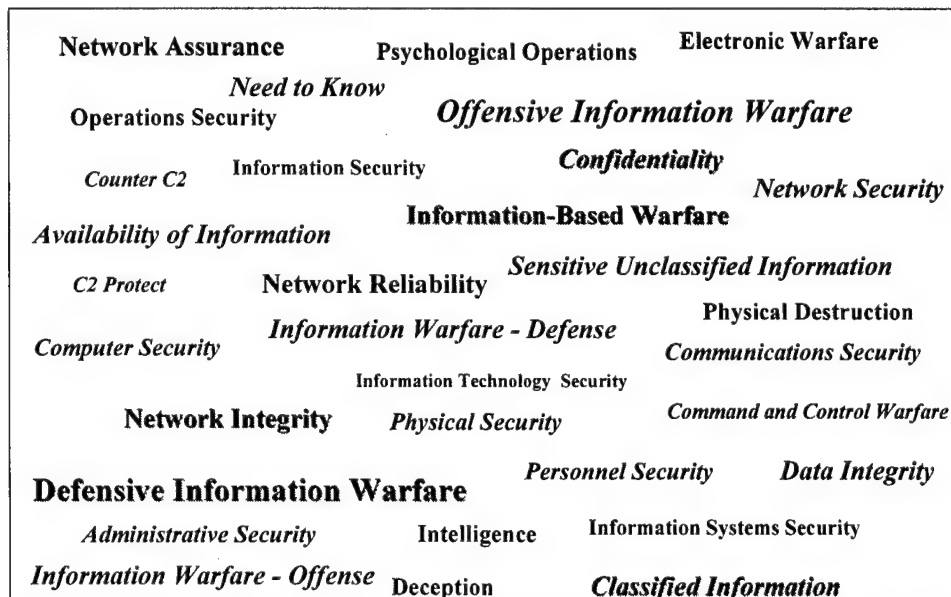 Network Assurance
Psychological Operations
Electronic Warfare
Need to Know
Operations Security
Offensive Information Warfare
Counter C2
Information Security
Confidentiality
Network Security
Availability of Information
Information-Based Warfare
C2 Protect
Network Reliability
Sensitive Unclassified Information
Physical Destruction
Computer Security
Information Warfare - Defense
Communications Security
Information Technology Security
Network Integrity
Physical Security
Command and Control Warfare
Personnel Security
Data Integrity
Defensive Information Warfare
Administrative Security
Intelligence
Information Systems Security
Information Warfare - Offense
Deception
Classified Information